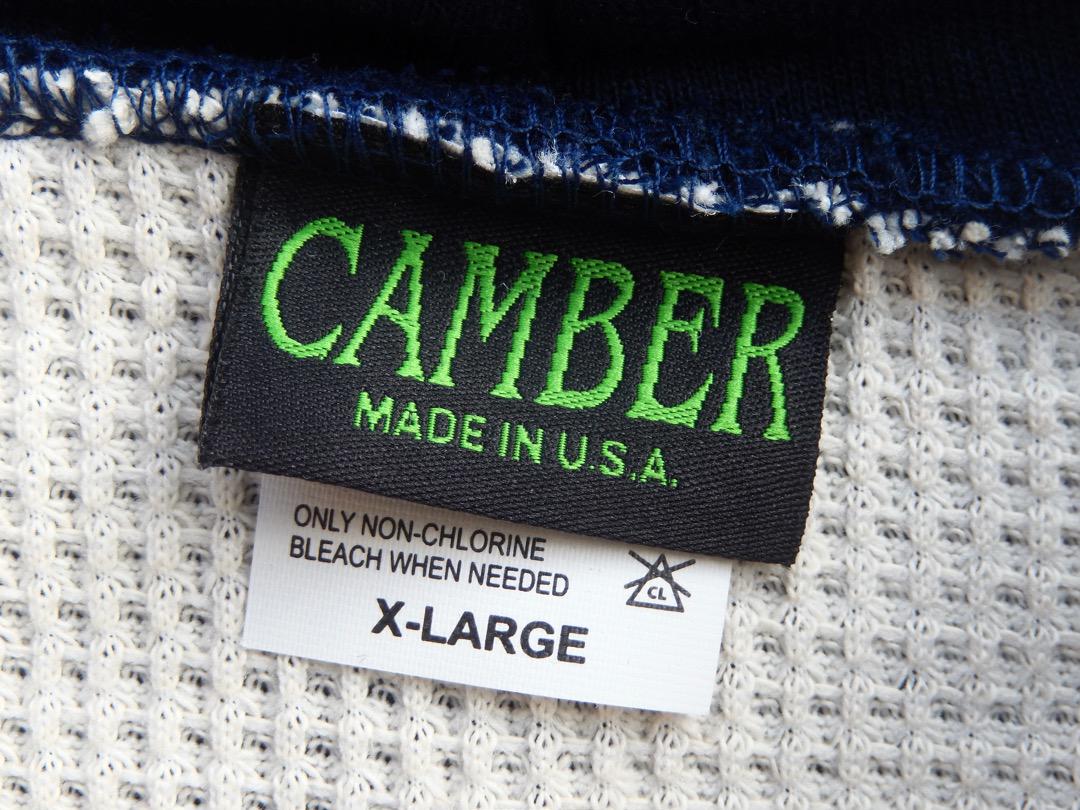 CAMBER
MADE IN U.S.A.
ONLY NON-CHLORINE
BLEACH WHEN NEEDED
CL
X-LARGE